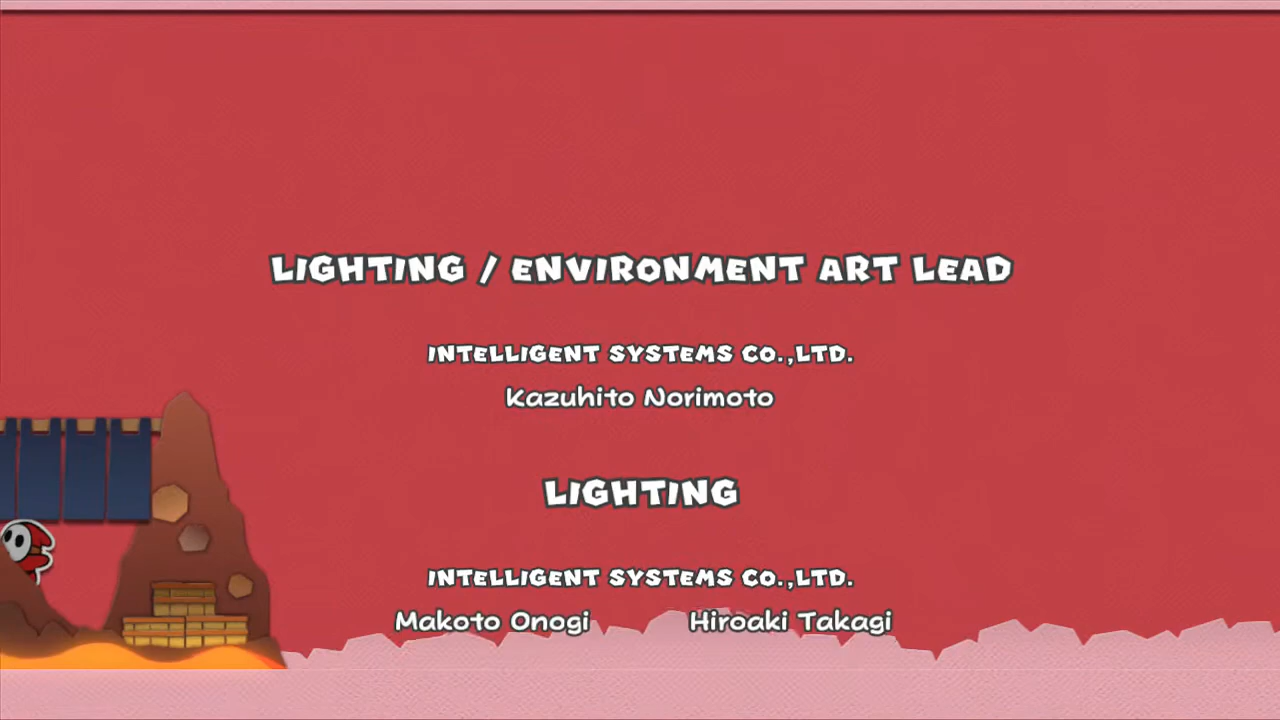 LIGHTING / ENVIRONMENT ART LEAD
INTELLIGENT SYSTEMS CO.,LTD.
Kazuhito Norimoto
LIGHTING
INTELLIGENT SYSTEMS CO.,LTD.
Makoto Onogi Hiroaki Takagi